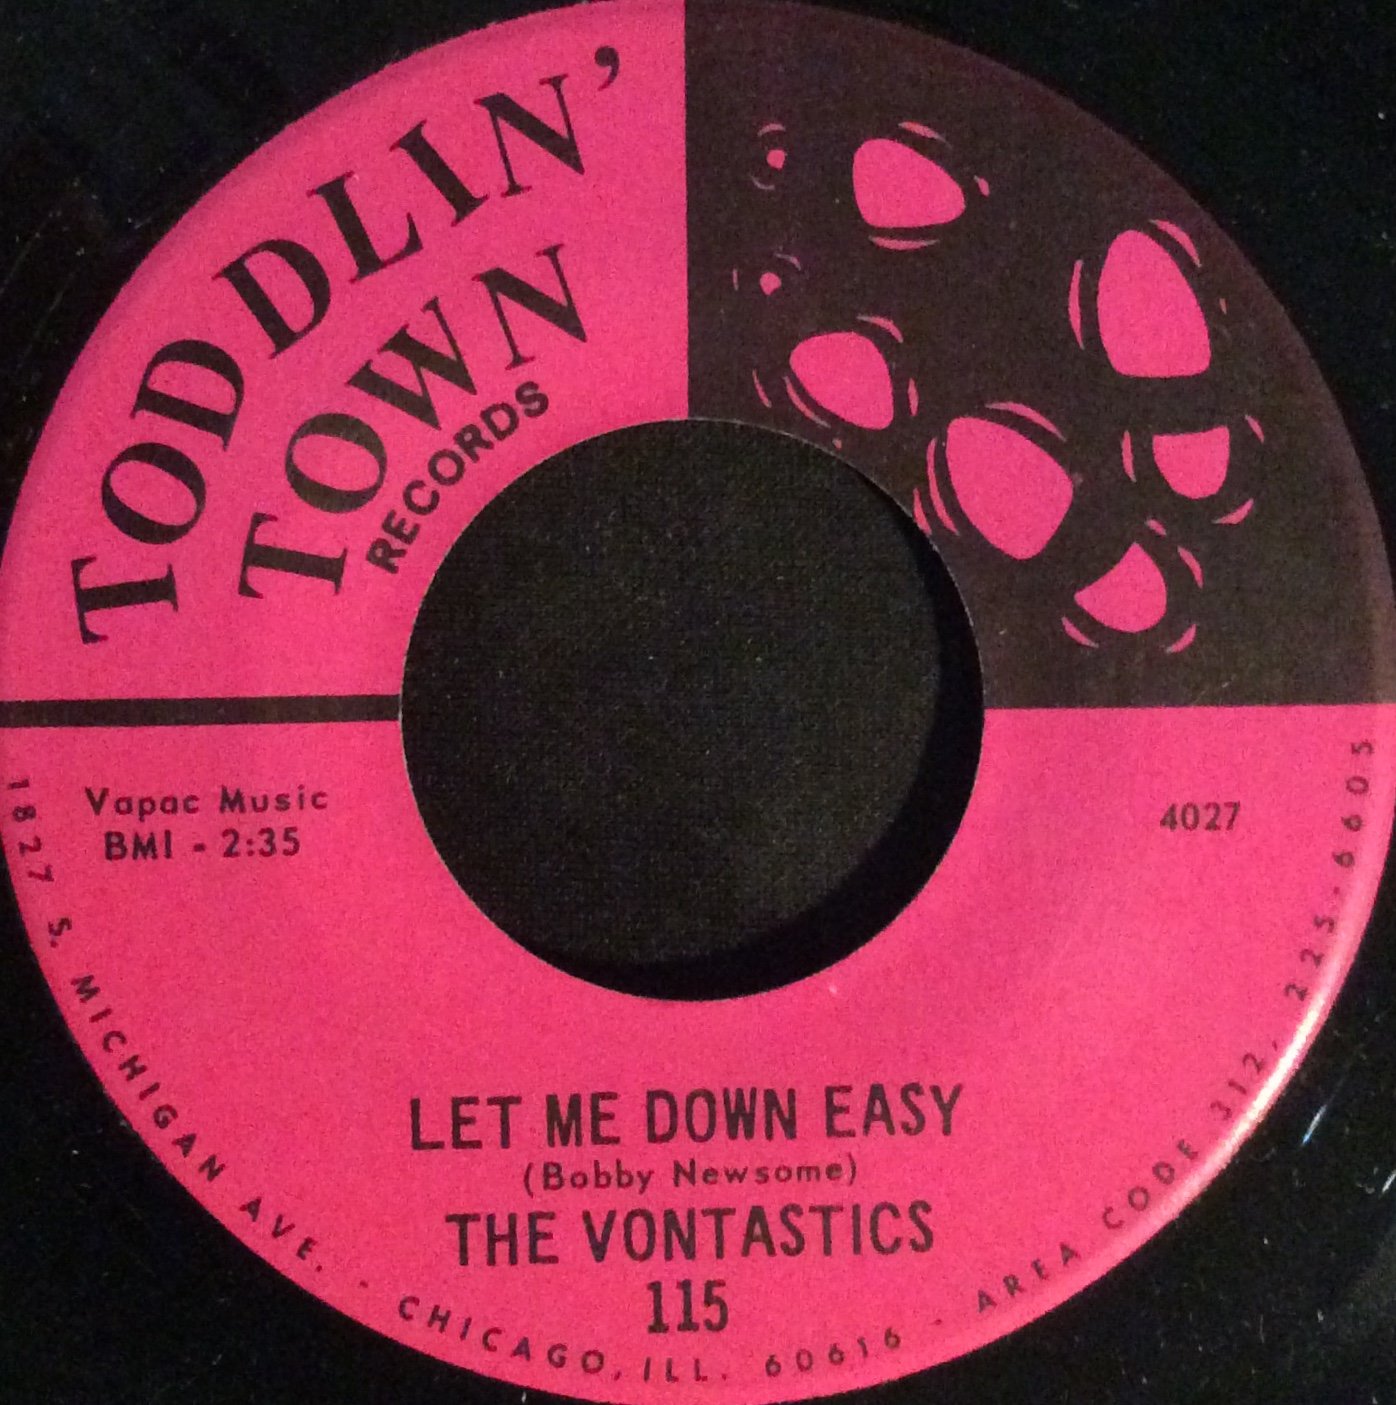 TODDLIN'
TOWN
RECORDS
Vapac Music
BMI - 2:35
4027
LET ME DOWN EASY
(Bobby Newsome)
THE VONTASTICS
115
1827 S. MICHIGAN AVE. - CHICAGO, ILL. 60616 - AREA CODE 312, 225-6605